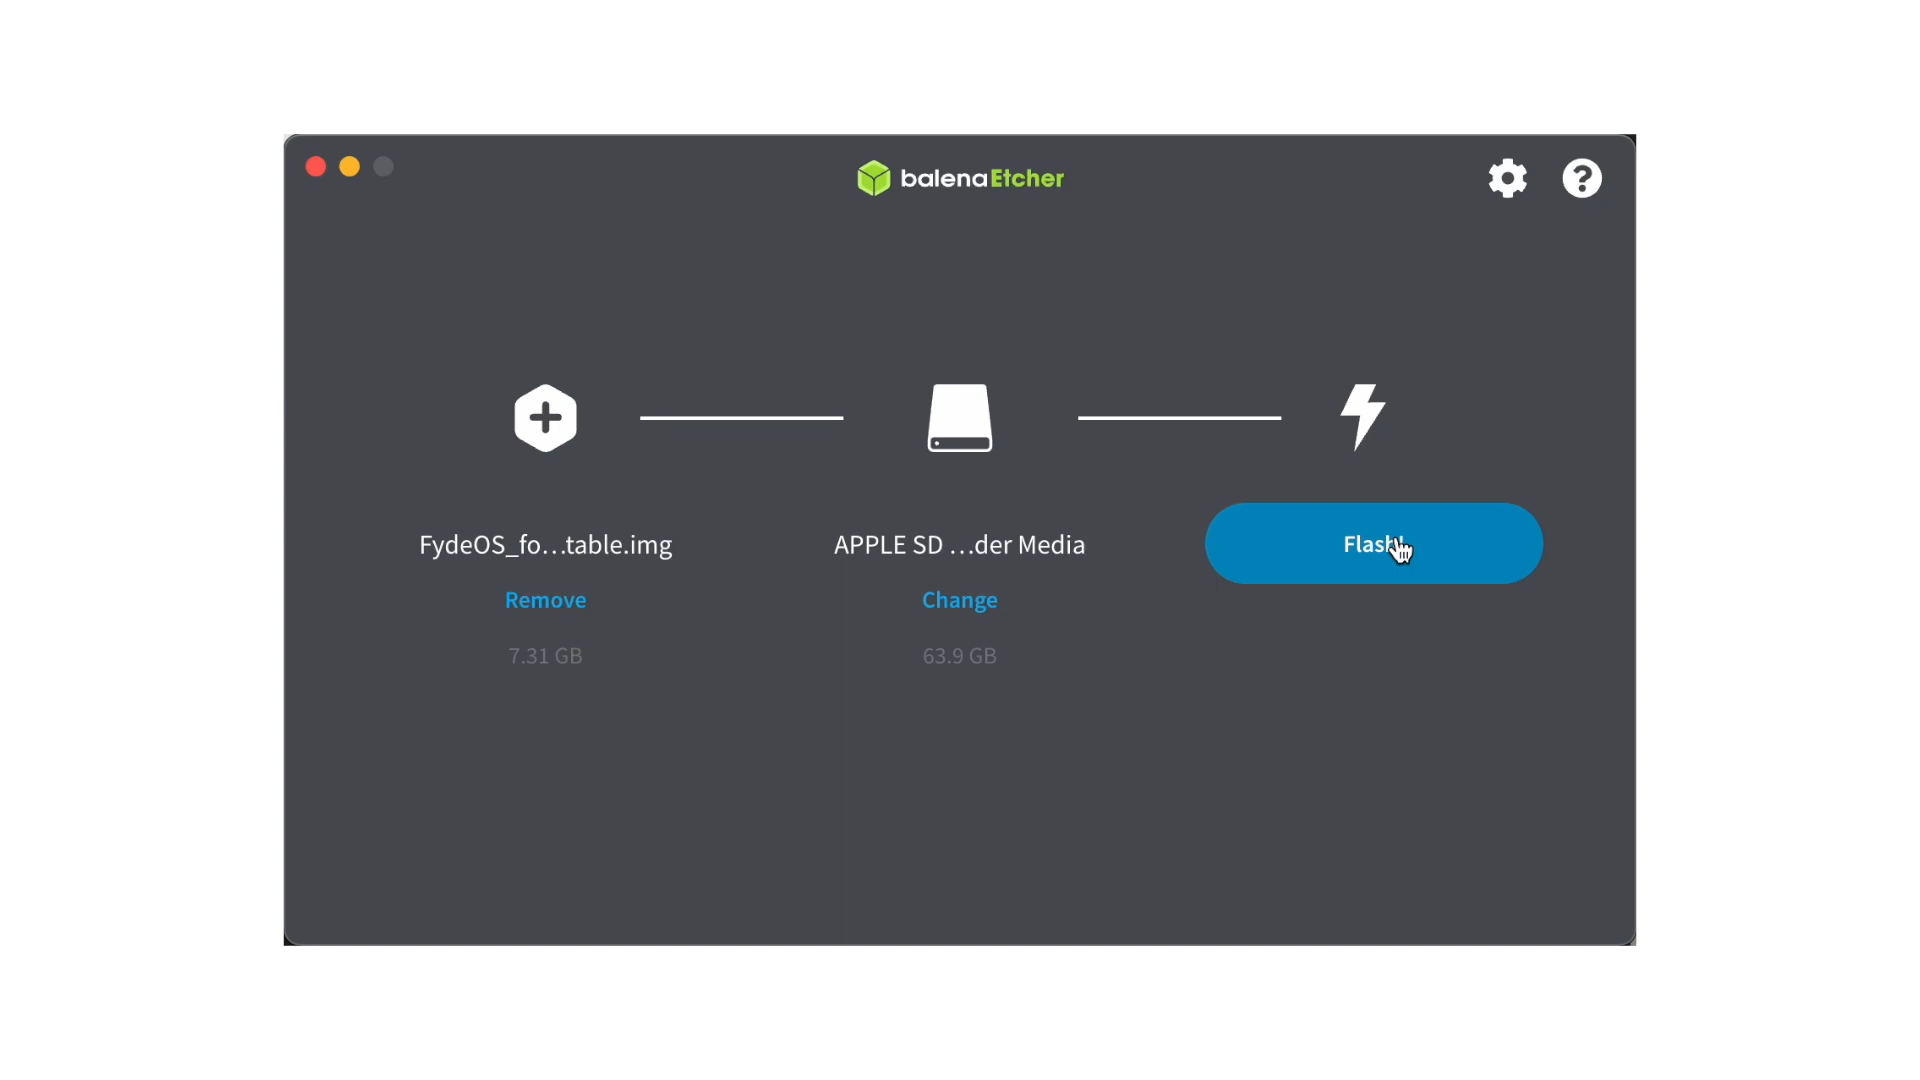 balenaEtcher
FydeOS_fo...table.img
APPLE SD ...der Media
Flash!
Remove
Change
7.31 GB
63.9 GB